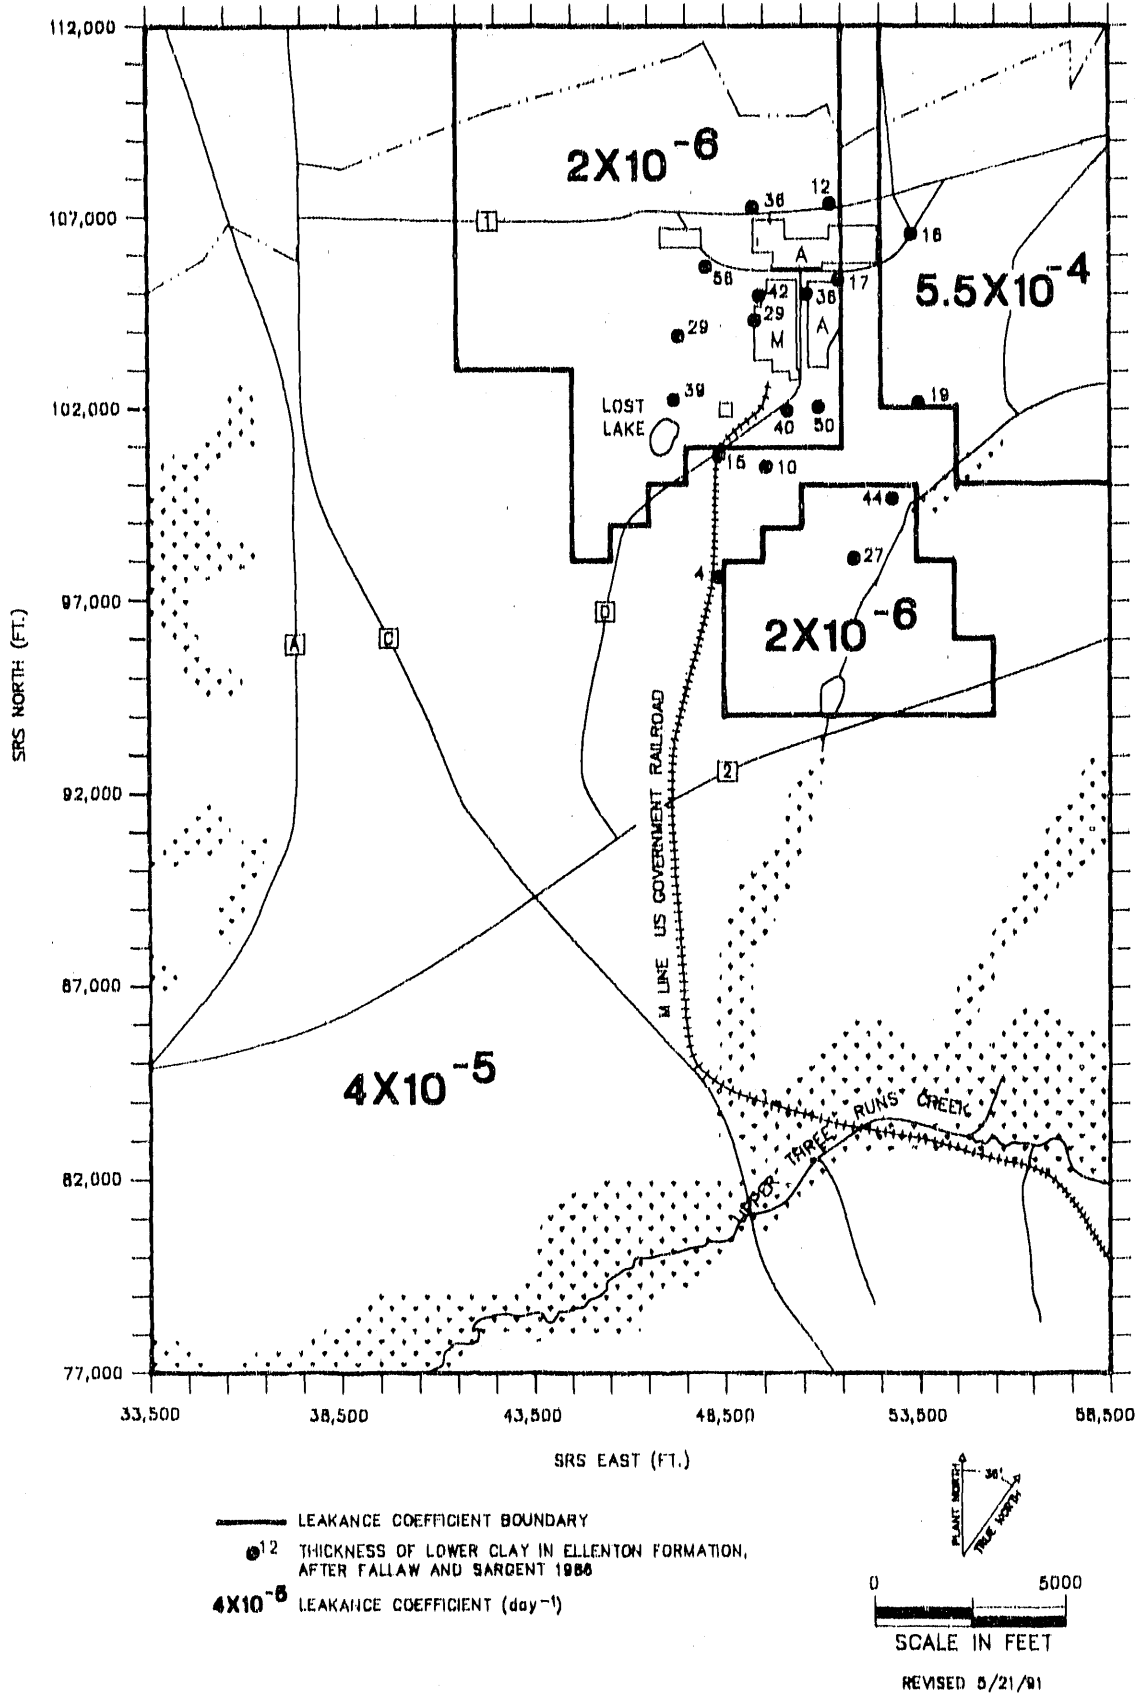 112,000
2X10⁻⁶
36
12
107,000
1
16
A
56
17
5.5X10⁻⁴
42
36
29
A
29
M
39
19
LOST
LAKE
102,000
40
50
15
10
44
4
27
97,000
D
2X10⁻⁶
A
C
SRS NORTH (FT.)
M LINE US GOVERNMENT RAILROAD
2
92,000
87,000
4X10⁻⁵
UPPER THREE RUNS CREEK
82,000
77,000
33,500 38,500 43,500 48,500 53,500 58,500
SRS EAST (FT.)
PLANT NORTH
36°
TRUE NORTH
LEAKANCE COEFFICIENT BOUNDARY
12 THICKNESS OF LOWER CLAY IN ELLENTON FORMATION,
AFTER FALLAW AND SARGENT 1986
4X10⁻⁵ LEAKANCE COEFFICIENT (day⁻¹)
0 5000
SCALE IN FEET
REVISED 5/21/91